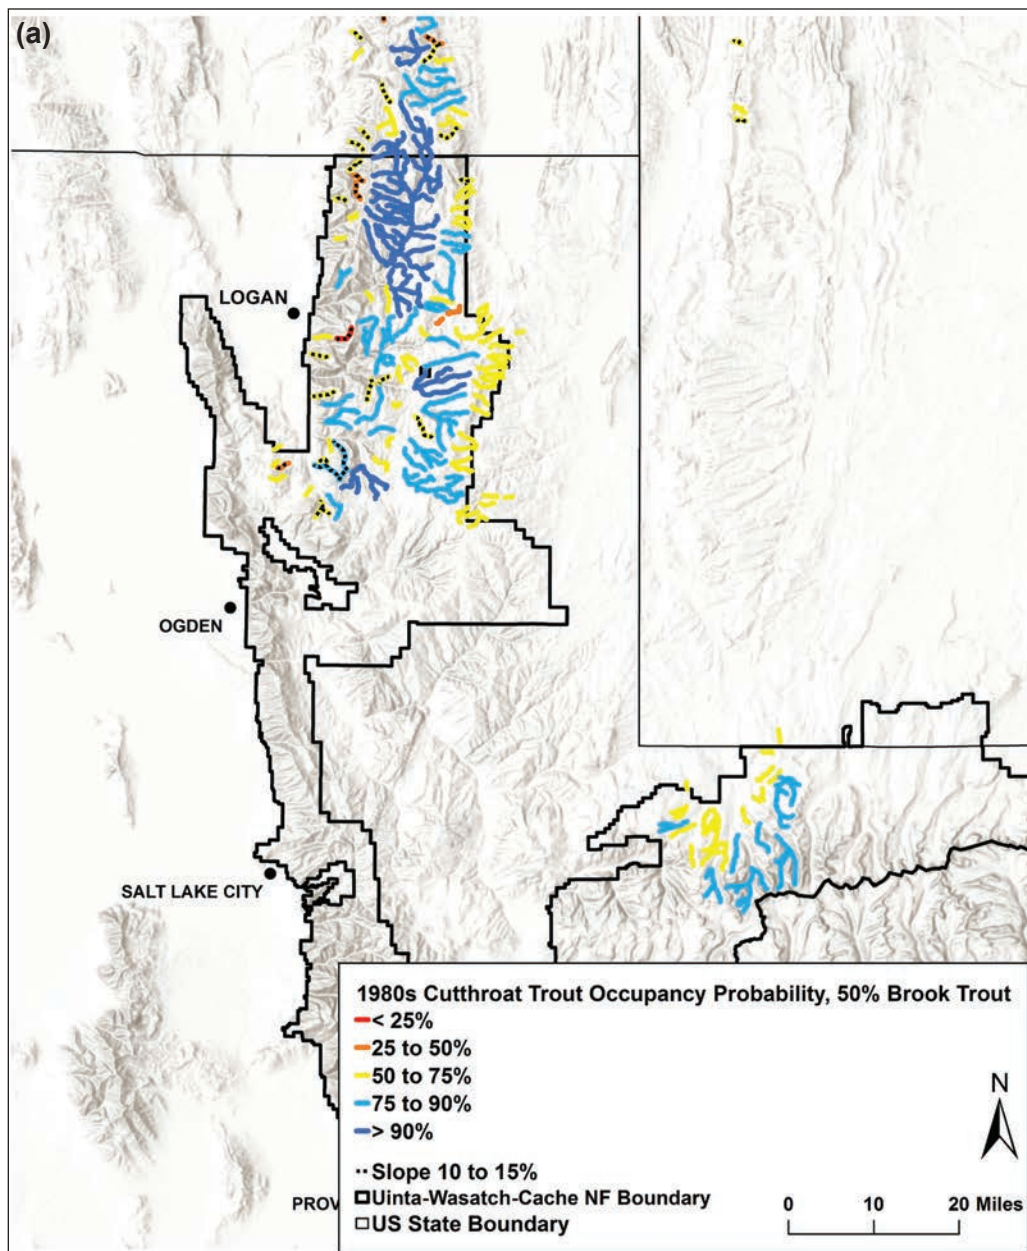 (a)
LOGAN
OGDEN
SALT LAKE CITY
PROV
1980s Cutthroat Trout Occupancy Probability, 50% Brook Trout
< 25%
25 to 50%
50 to 75%
75 to 90%
> 90%
Slope 10 to 15%
Uinta-Wasatch-Cache NF Boundary
US State Boundary
N
0 10 20 Miles